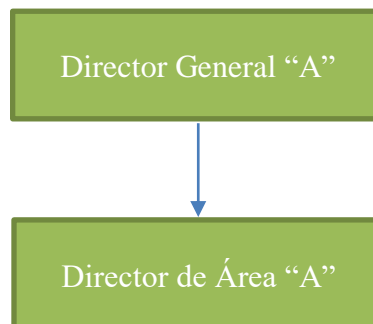 Director General “A”
Director de Área “A”